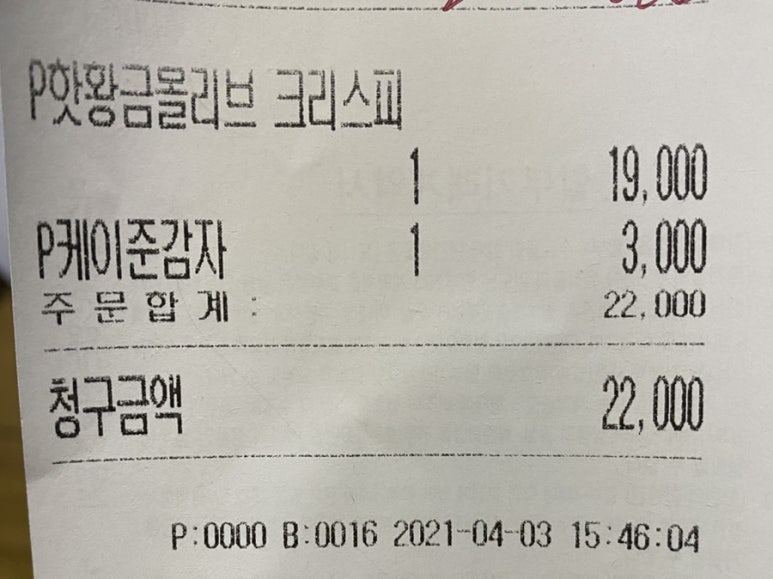 P핫황금몰리브 크리스피
1 19,000
P케이준감자 1 3,000
주 문 합 계 : 22,000
청구금액 22,000
P:0000 B:0016 2021-04-03 15:46:04